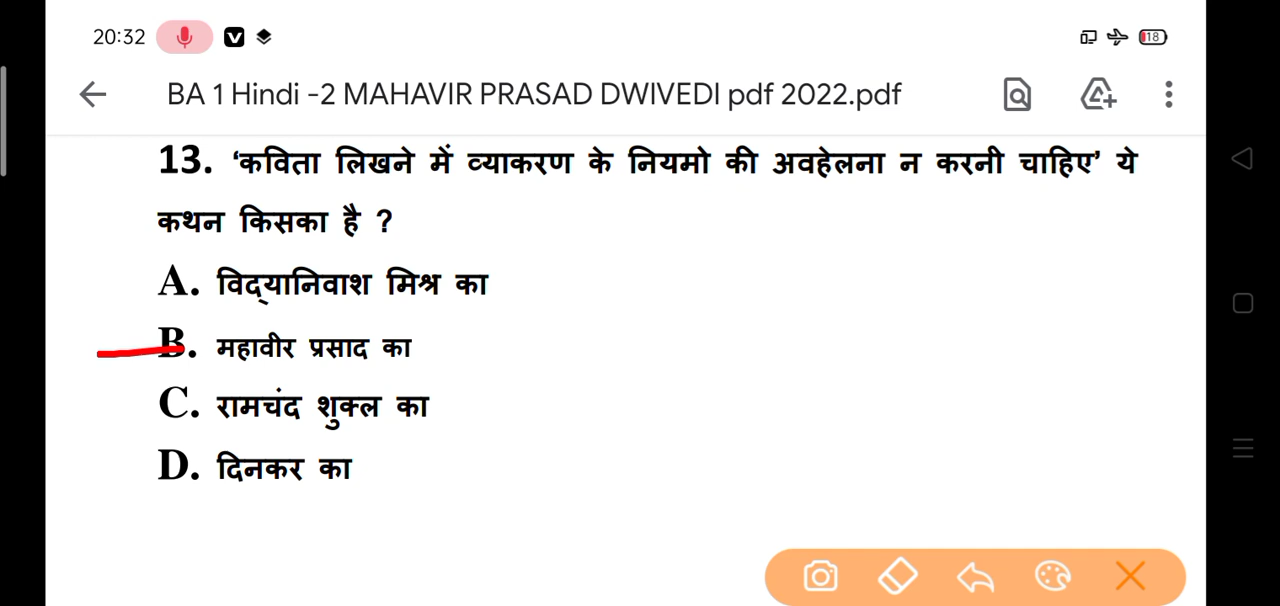 20:32
18
BA 1 Hindi -2 MAHAVIR PRASAD DWIVEDI pdf 2022.pdf
13. ‘कविता लिखने में व्याकरण के नियमो की अवहेलना न करनी चाहिए’ ये
कथन किसका है ?
A. विद्यानिवाश मिश्र का
B. महावीर प्रसाद का
C. रामचंद शुक्ल का
D. दिनकर का